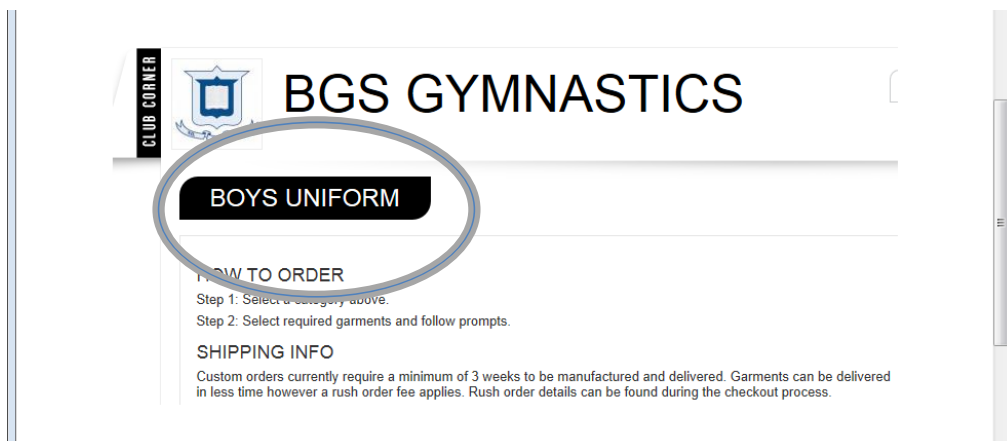 CLUB CORNER
BGS GYMNASTICS
BOYS UNIFORM
HOW TO ORDER
Step 1: Select a category above.
Step 2: Select required garments and follow prompts.
SHIPPING INFO
Custom orders currently require a minimum of 3 weeks to be manufactured and delivered. Garments can be delivered
in less time however a rush order fee applies. Rush order details can be found during the checkout process.